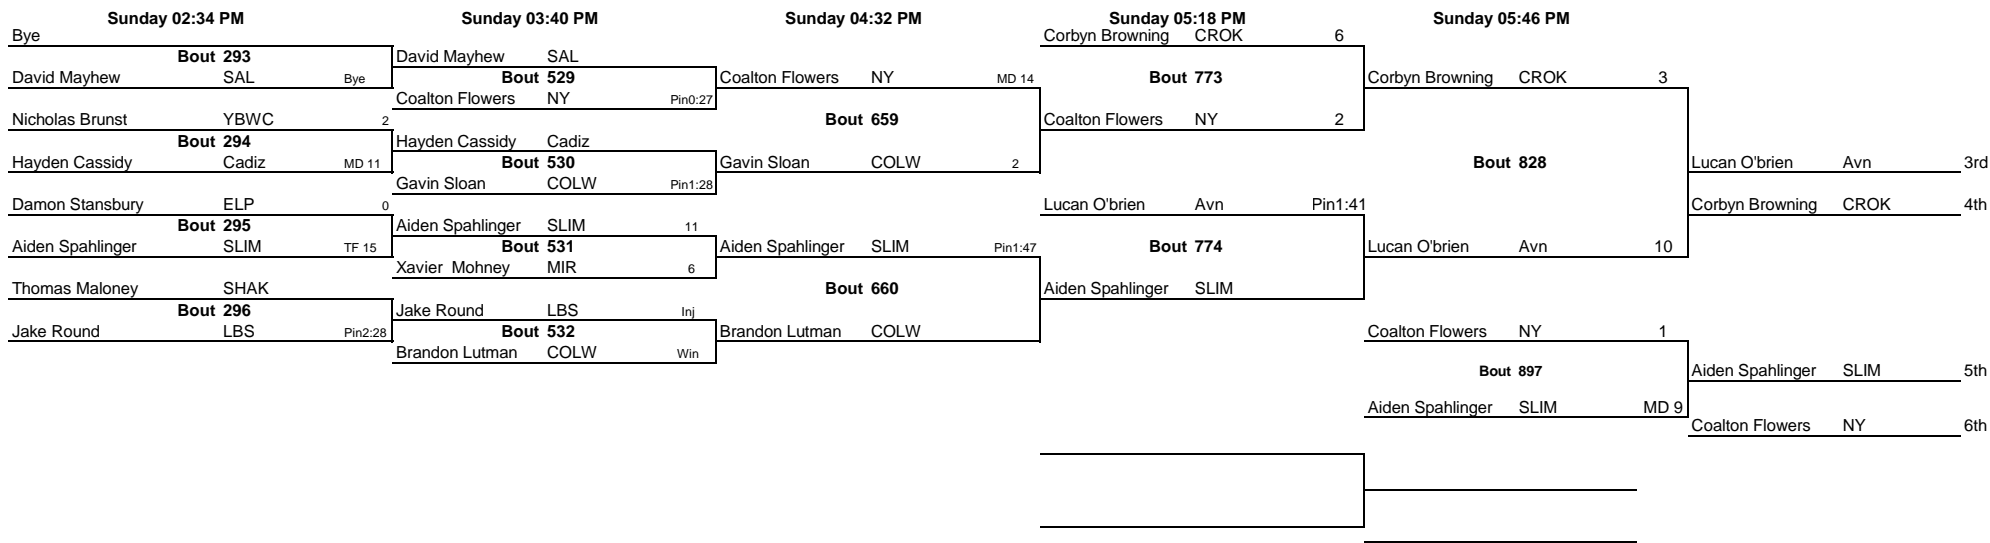 Sunday 02:34 PM Sunday 03:40 PM Sunday 04:32 PM Sunday 05:18 PM Sunday 05:46 PM
Bye Corbyn Browning CROK 6
Bout 293 David Mayhew SAL
David Mayhew SAL Bye Bout 529 Coalton Flowers NY MD 14 Bout 773 Corbyn Browning CROK 3
Coalton Flowers NY Pin0:27
Nicholas Brunst YBWC 2 Bout 659 Coalton Flowers NY 2
Bout 294 Hayden Cassidy Cadiz
Hayden Cassidy Cadiz MD 11 Bout 530 Gavin Sloan COLW 2 Bout 828 Lucan O'brien Avn 3rd
Gavin Sloan COLW Pin1:28
Damon Stansbury ELP 0 Lucan O'brien Avn Pin1:41 Corbyn Browning CROK 4th
Bout 295 Aiden Spahlinger SLIM 11
Aiden Spahlinger SLIM TF 15 Bout 531 Aiden Spahlinger SLIM Pin1:47 Bout 774 Lucan O'brien Avn 10
Xavier Mohney MIR 6
Thomas Maloney SHAK Bout 660 Aiden Spahlinger SLIM
Bout 296 Jake Round LBS Inj
Jake Round LBS Pin2:28 Bout 532 Brandon Lutman COLW Coalton Flowers NY 1
Brandon Lutman COLW Win
Bout 897 Aiden Spahlinger SLIM 5th
Aiden Spahlinger SLIM MD 9
Coalton Flowers NY 6th